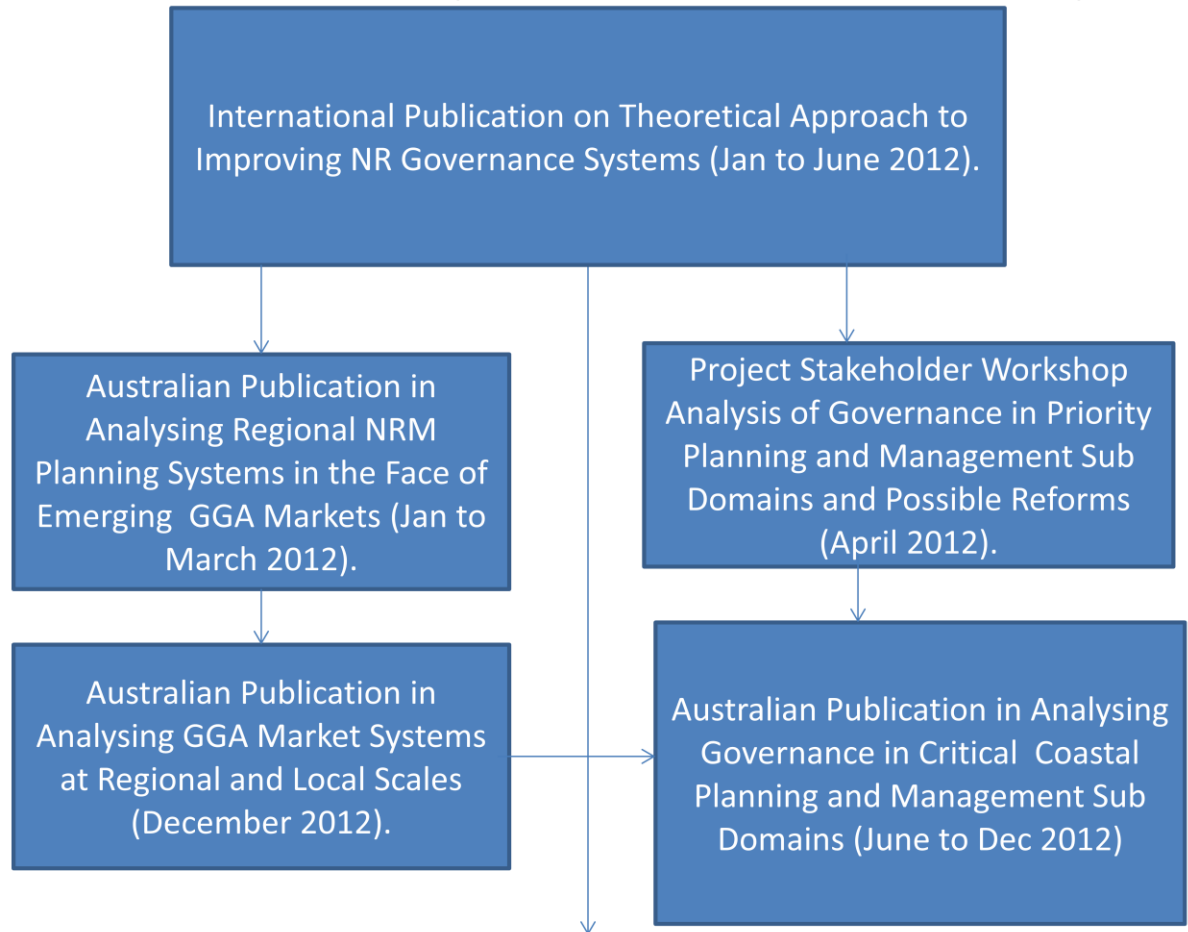 International Publication on Theoretical Approach to
Improving NR Governance Systems (Jan to June 2012).
Australian Publication in
Analysing Regional NRM
Planning Systems in the Face of
Emerging  GGA Markets (Jan to
March 2012).
Project Stakeholder Workshop
Analysis of Governance in Priority
Planning and Management Sub
Domains and Possible Reforms
(April 2012).
Australian Publication in
Analysing GGA Market Systems
at Regional and Local Scales
(December 2012).
Australian Publication in Analysing
Governance in Critical  Coastal
Planning and Management Sub
Domains (June to Dec 2012)